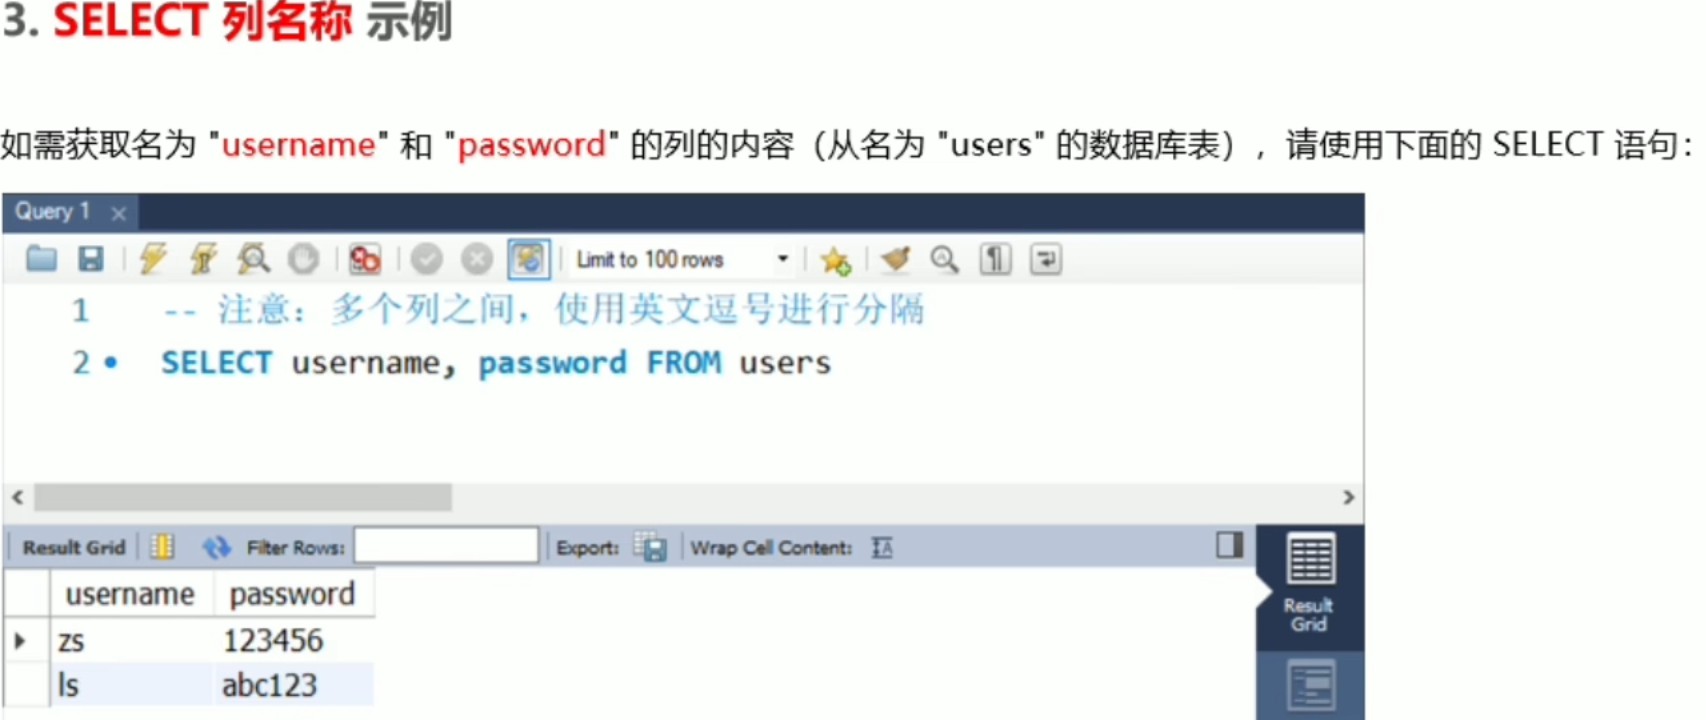 3. SELECT 列名称 示例
如需获取名为 "username" 和 "password" 的列的内容（从名为 "users" 的数据库表），请使用下面的 SELECT 语句：
Query 1
Limit to 100 rows
1 -- 注意：多个列之间，使用英文逗号进行分隔
2 SELECT username, password FROM users
Result Grid Filter Rows: Export: Wrap Cell Content:
username password
zs 123456
ls abc123
Result
Grid